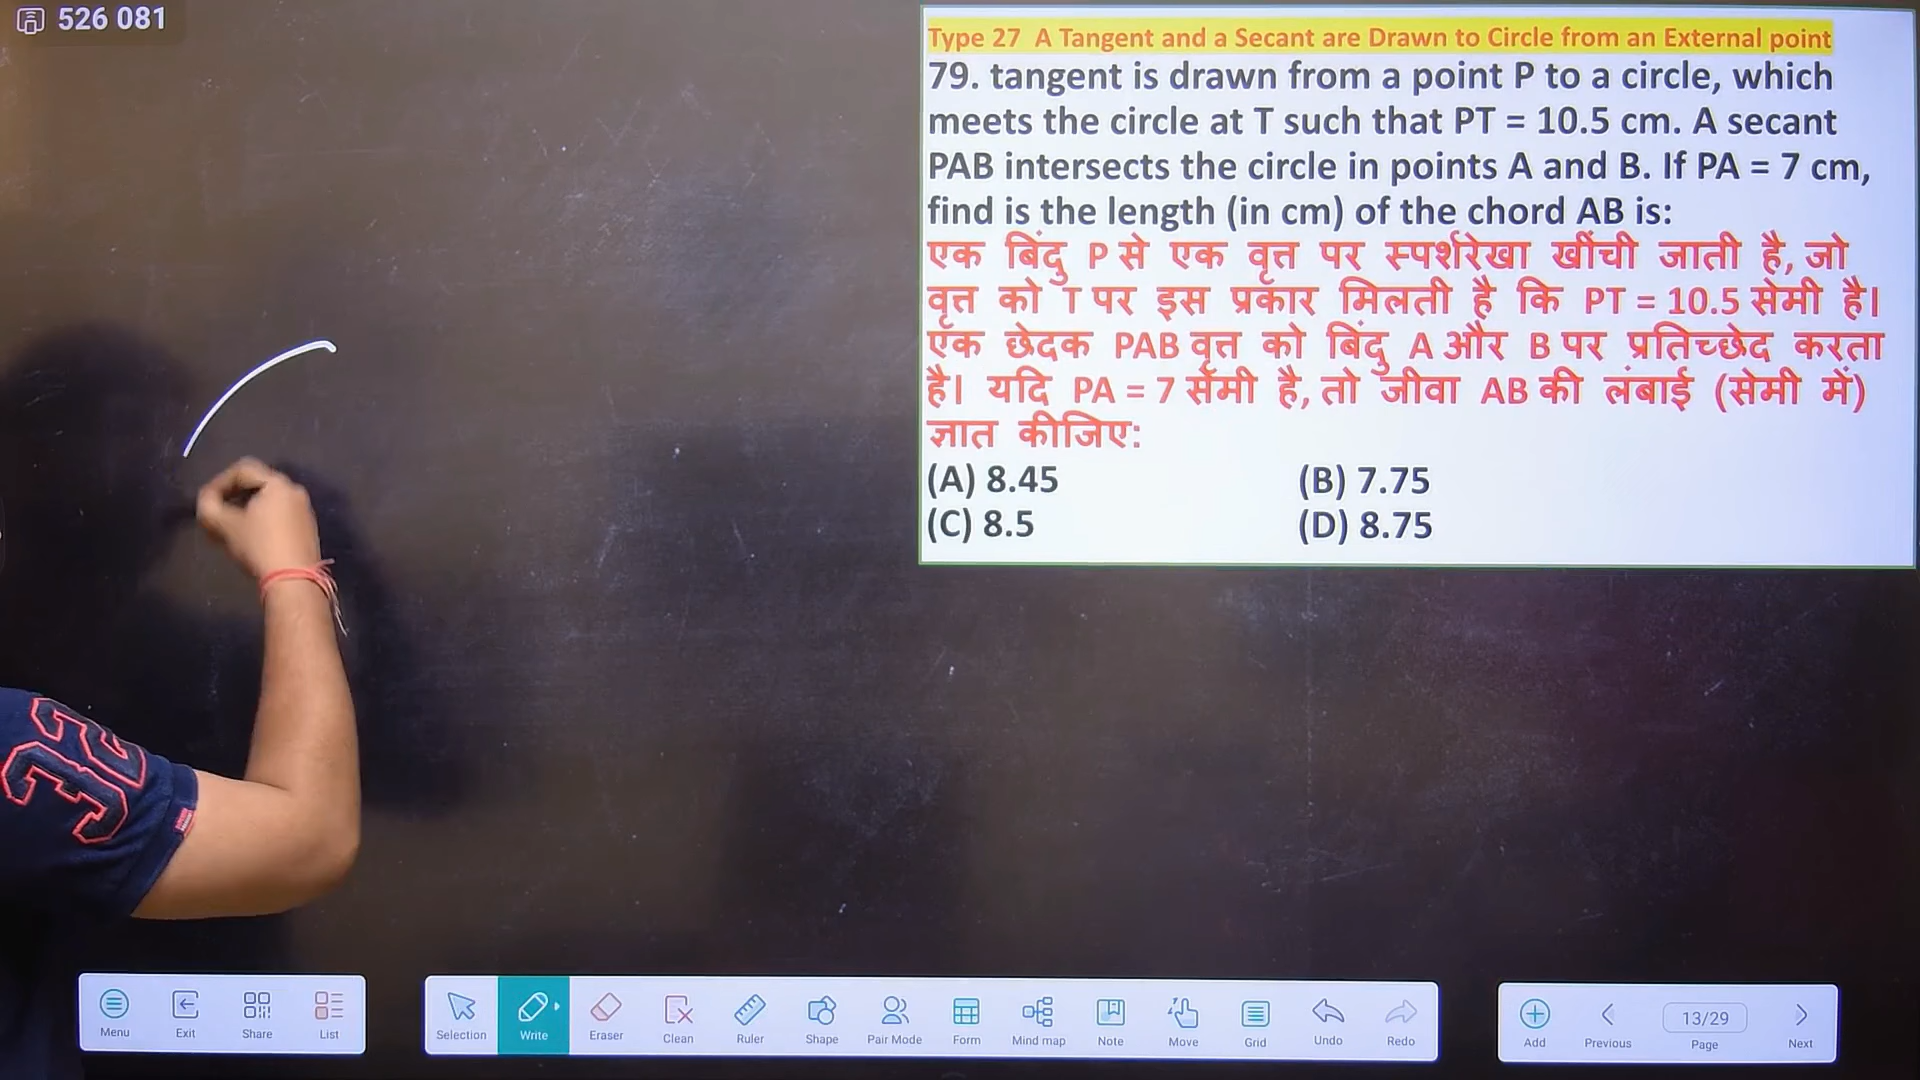 526 081
Type 27 A Tangent and a Secant are Drawn to Circle from an External point
79. tangent is drawn from a point P to a circle, which
meets the circle at T such that PT = 10.5 cm. A secant
PAB intersects the circle in points A and B. If PA = 7 cm,
find is the length (in cm) of the chord AB is:
एक बिंदु P से एक वृत्त पर स्पर्शरेखा खींची जाती है, जो
वृत्त को T पर इस प्रकार मिलती है कि PT = 10.5 सेमी है।
एक छेदक PAB वृत्त को बिंदु A और B पर प्रतिच्छेद करता
है। यदि PA = 7 सेमी है, तो जीवा AB की लंबाई (सेमी में)
ज्ञात कीजिए:
(A) 8.45 (B) 7.75
(C) 8.5 (D) 8.75
32
Menu Exit Share List Selection Write Eraser Clean Ruler Shape Pair Mode Form Mind map Note Move Grid Undo Redo Add Previous 13/29 Page Next